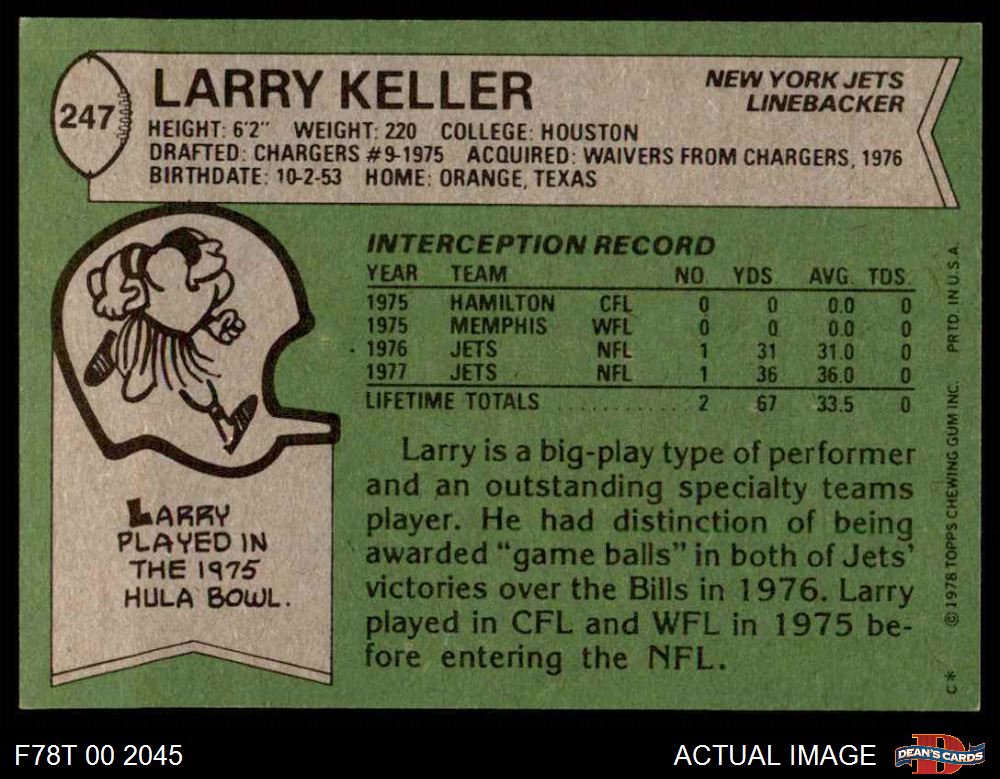 247
LARRY KELLER
NEW YORK JETS
LINEBACKER
HEIGHT: 6'2" WEIGHT: 220 COLLEGE: HOUSTON
DRAFTED: CHARGERS #9-1975 ACQUIRED: WAIVERS FROM CHARGERS, 1976
BIRTHDATE: 10-2-53 HOME: ORANGE, TEXAS
INTERCEPTION RECORD
YEAR TEAM NO. YDS. AVG. TDS.
1975 HAMILTON CFL 0 0 0.0 0
1975 MEMPHIS WFL 0 0 0.0 0
1976 JETS NFL 1 31 31.0 0
1977 JETS NFL 1 36 36.0 0
LIFETIME TOTALS ............ 2 67 33.5 0
Larry is a big-play type of performer
and an outstanding specialty teams
player. He had distinction of being
awarded "game balls" in both of Jets'
victories over the Bills in 1976. Larry
played in CFL and WFL in 1975 be-
fore entering the NFL.
LARRY
PLAYED IN
THE 1975
HULA BOWL.
C* ©1978 TOPPS CHEWING GUM INC. PRTD. IN U.S.A.
F78T 00 2045
ACTUAL IMAGE
DEAN'S CARDS